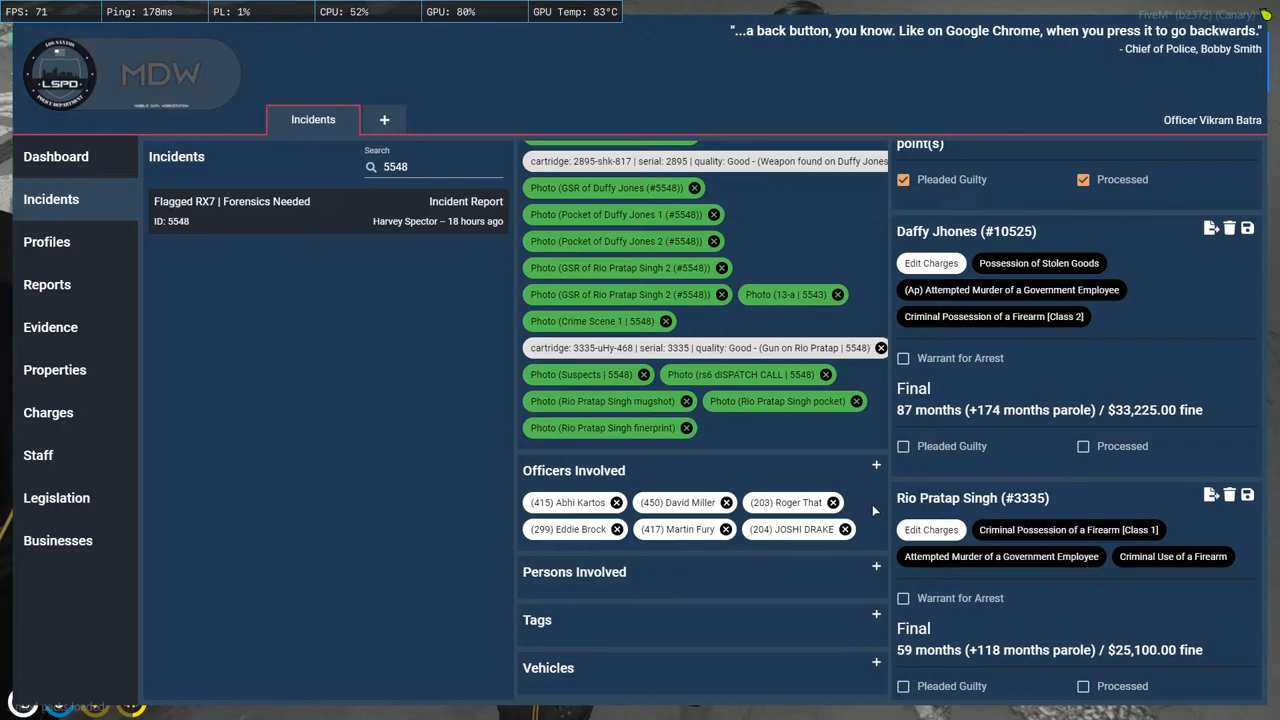 FPS: 71 Ping: 178ms PL: 1% CPU: 52% GPU: 80% GPU Temp: 83°C
FiveM* (b2372) (Canary)
"...a back button, you know. Like on Google Chrome, when you press it to go backwards."
- Chief of Police, Bobby Smith
LOS SANTOS
LSPD
POLICE DEPARTMENT
MDW
MOBILE DATA WORKSTATION
Incidents +
Officer Vikram Batra
Dashboard
Incidents
Profiles
Reports
Evidence
Properties
Charges
Staff
Legislation
Businesses
Incidents
Search
5548
Flagged RX7 | Forensics Needed Incident Report
ID: 5548 Harvey Spector – 18 hours ago
cartridge: 2895-shk-817 | serial: 2895 | quality: Good - (Weapon found on Duffy Jones
Photo (GSR of Duffy Jones (#5548))
Photo (Pocket of Duffy Jones 1 (#5548))
Photo (Pocket of Duffy Jones 2 (#5548))
Photo (GSR of Rio Pratap Singh 2 (#5548))
Photo (GSR of Rio Pratap Singh 2 (#5548)) Photo (13-a | 5543)
Photo (Crime Scene 1 | 5548)
cartridge: 3335-uHy-468 | serial: 3335 | quality: Good - (Gun on Rio Pratap | 5548)
Photo (Suspects | 5548) Photo (rs6 dISPATCH CALL | 5548)
Photo (Rio Pratap Singh mugshot) Photo (Rio Pratap Singh pocket)
Photo (Rio Pratap Singh finerprint)
Officers Involved +
(415) Abhi Kartos (450) David Miller (203) Roger That
(299) Eddie Brock (417) Martin Fury (204) JOSHI DRAKE
Persons Involved +
Tags +
Vehicles +
point(s)
Pleaded Guilty Processed
Daffy Jhones (#10525)
Edit Charges Possession of Stolen Goods
(Ap) Attempted Murder of a Government Employee
Criminal Possession of a Firearm [Class 2]
Warrant for Arrest
Final
87 months (+174 months parole) / $33,225.00 fine
Pleaded Guilty Processed
Rio Pratap Singh (#3335)
Edit Charges Criminal Possession of a Firearm [Class 1]
Attempted Murder of a Government Employee Criminal Use of a Firearm
Warrant for Arrest
Final
59 months (+118 months parole) / $25,100.00 fine
Pleaded Guilty Processed